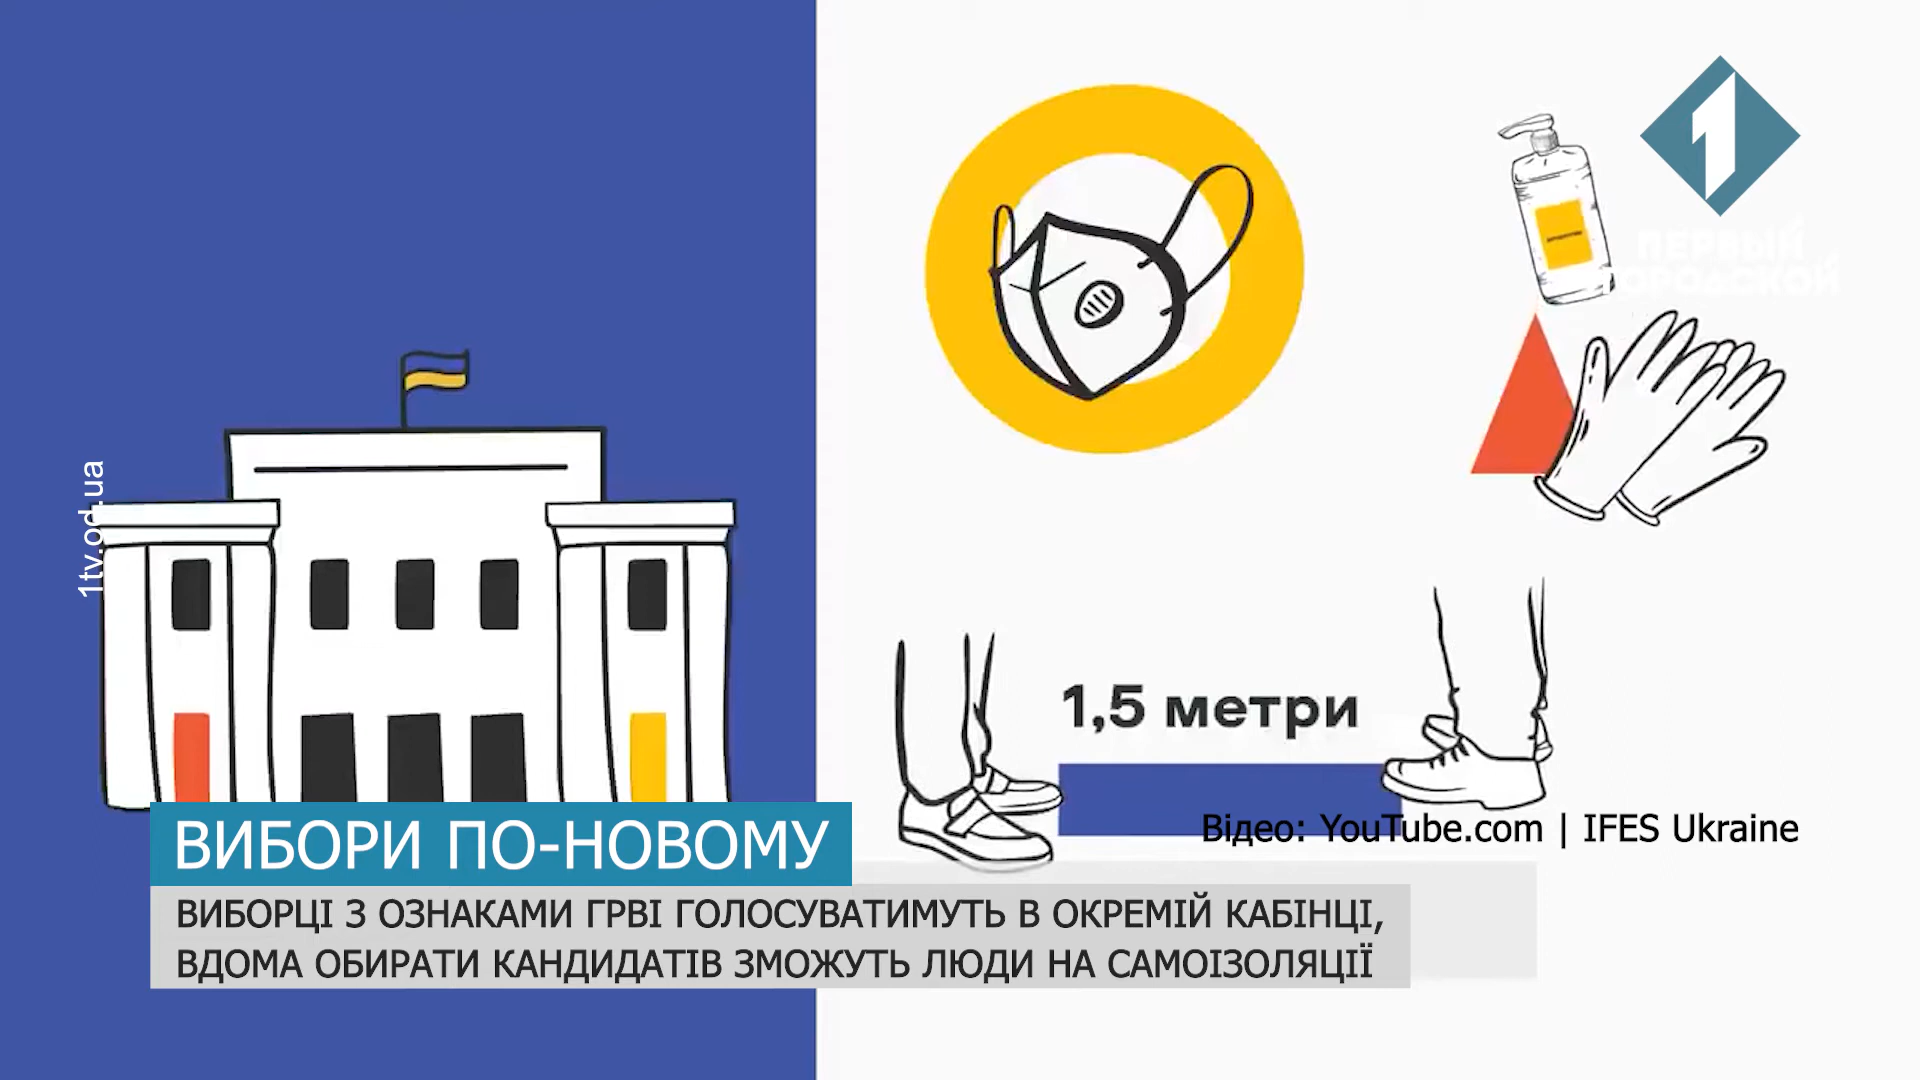 1
ПЕРВЫЙ
ГОРОДСКОЙ
1tv.od.ua
1,5 метри
Відео: YouTube.com | IFES Ukraine
ВИБОРИ ПО-НОВОМУ
ВИБОРЦІ З ОЗНАКАМИ ГРВІ ГОЛОСУВАТИМУТЬ В ОКРЕМІЙ КАБІНЦІ,
ВДОМА ОБИРАТИ КАНДИДАТІВ ЗМОЖУТЬ ЛЮДИ НА САМОІЗОЛЯЦІЇ